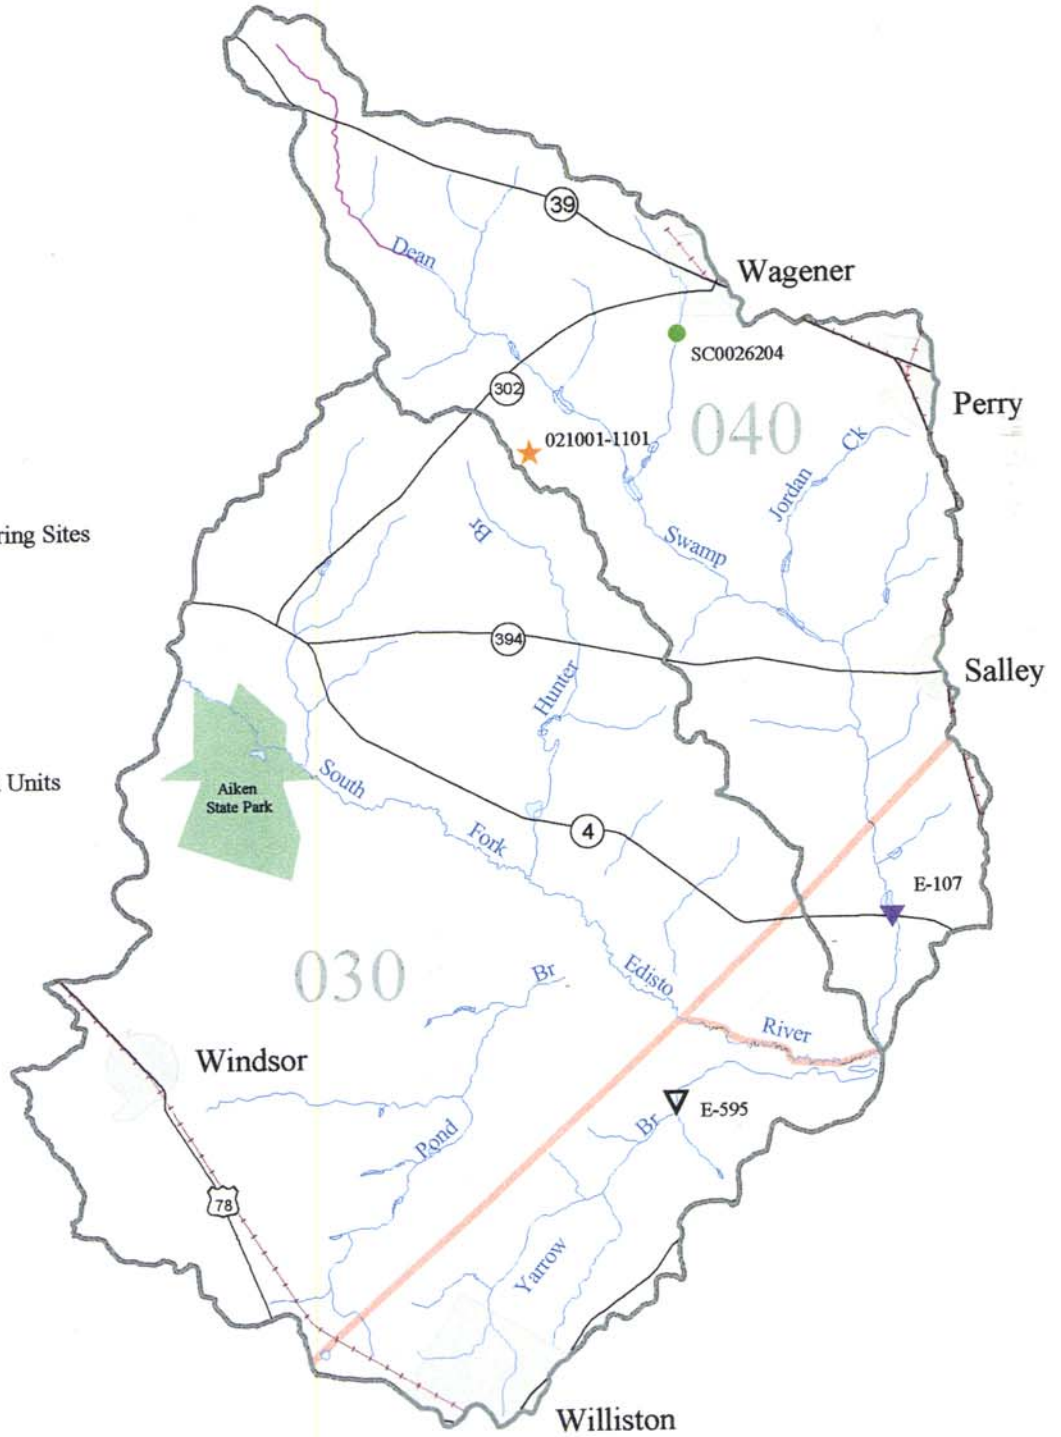 39
Dean
Wagener
SC0026204
302
Perry
040
021001-1101
Jordan Ck
ring Sites
Br
Swamp
394
Salley
Hunter
Units
Aiken
State Park
South
Fork
4
E-107
Edisto
030
Br
River
Windsor
E-595
Br
Pond
78
Yarrow
Williston